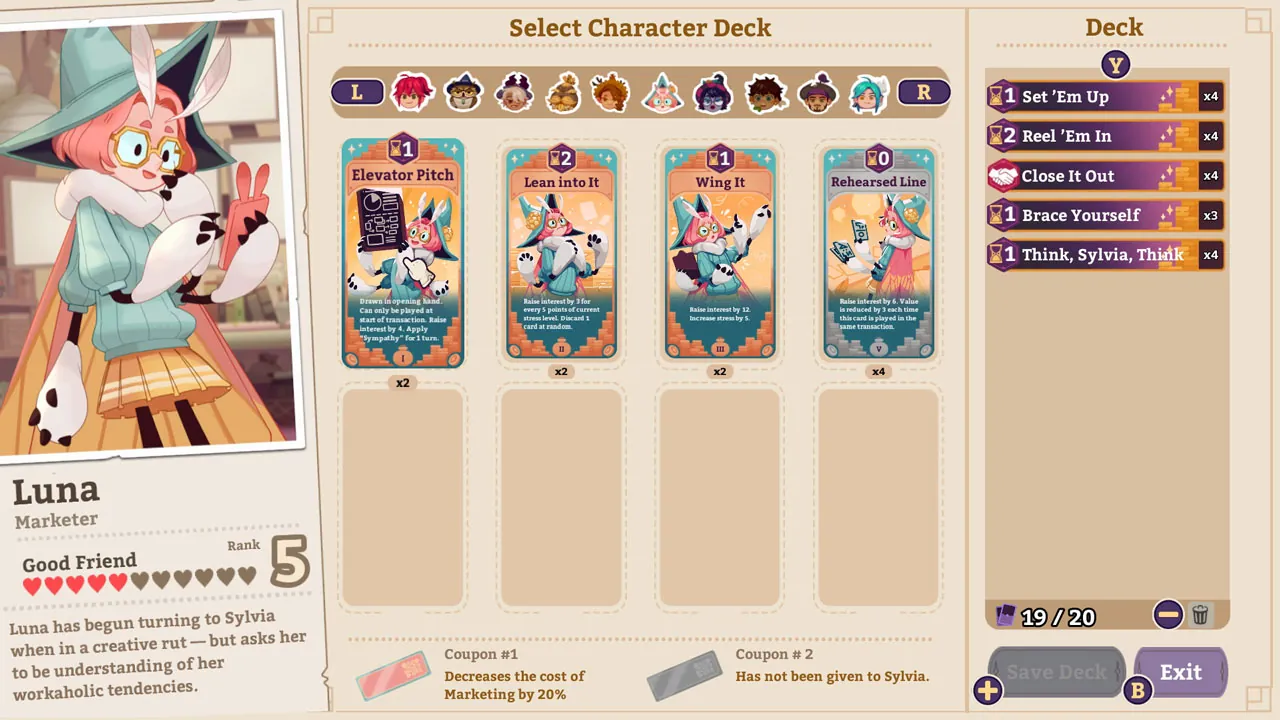 Select Character Deck
L
R
1
Elevator Pitch
Drawn in opening hand.
Can only be played at
start of transaction. Raise
interest by 4. Apply
"Sympathy" for 1 turn.
I
x2
2
Lean into It
Raise interest by 3 for
every 5 points of current
stress level. Discard 1
card at random.
II
x2
1
Wing It
Raise interest by 12.
Increase stress by 5.
III
x2
0
Rehearsed Line
Raise interest by 6. Value
is reduced by 3 each time
this card is played in the
same transaction.
V
x4
Luna
Marketer
Good Friend
Rank
5
Luna has begun turning to Sylvia
when in a creative rut — but asks her
to be understanding of her
workaholic tendencies.
Coupon #1
Decreases the cost of
Marketing by 20%
Coupon # 2
Has not been given to Sylvia.
Deck
Y
1 Set 'Em Up x4
2 Reel 'Em In x4
Close It Out x4
1 Brace Yourself x3
1 Think, Sylvia, Think x4
19 / 20
Save Deck
B
Exit